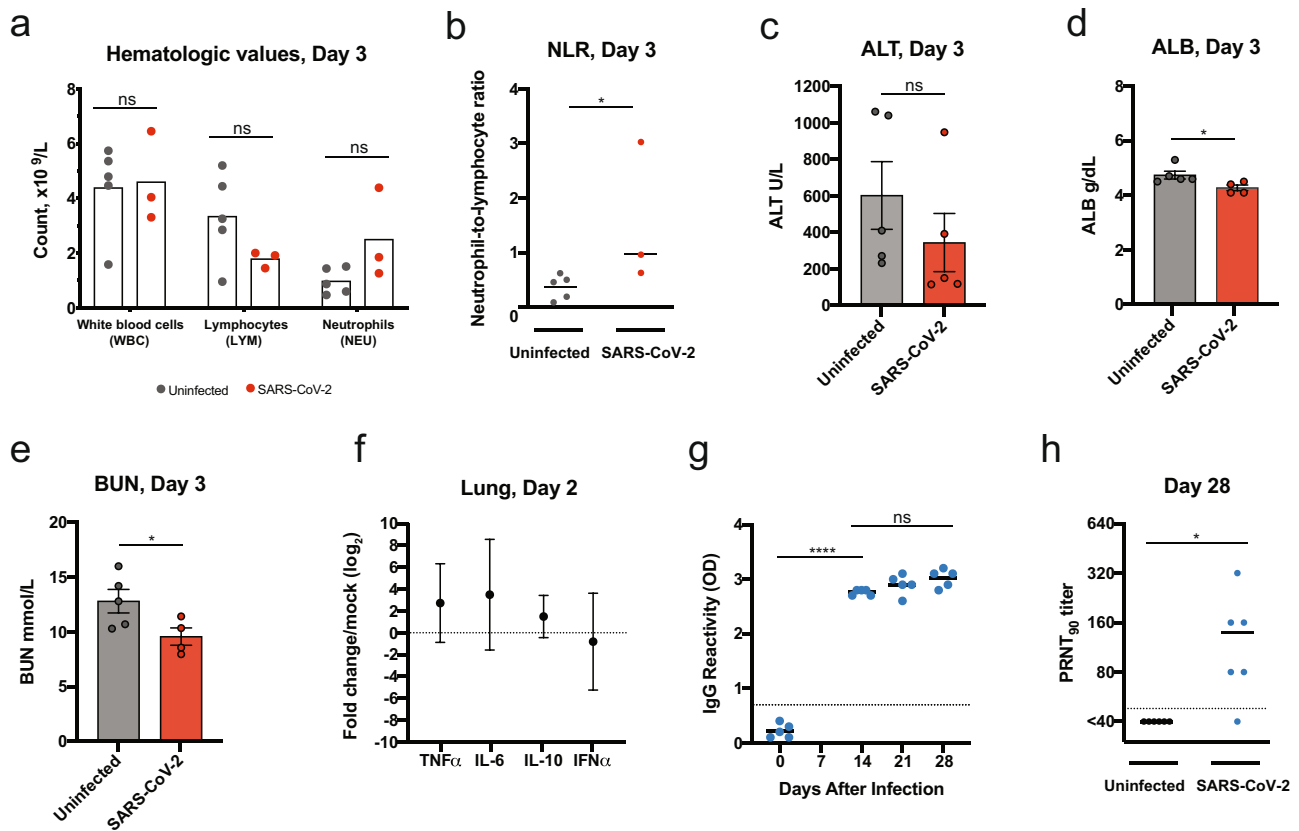 a
Hematologic values, Day 3
Count, x10 9/L
8
6
4
2
0
ns
ns
ns
White blood cells
(WBC)
Lymphocytes
(LYM)
Neutrophils
(NEU)
Uninfected
SARS-CoV-2
b
NLR, Day 3
Neutrophil-to-lymphocyte ratio
4
3
2
1
0
*
Uninfected
SARS-CoV-2
c
ALT, Day 3
ALT U/L
1200
1000
800
600
400
200
0
ns
Uninfected
SARS-CoV-2
d
ALB, Day 3
ALB g/dL
8
6
4
2
0
*
Uninfected
SARS-CoV-2
e
BUN, Day 3
BUN mmol/L
20
15
10
5
0
*
Uninfected
SARS-CoV-2
f
Lung, Day 2
Fold change/mock (log2)
10
8
6
4
2
0
-2
-4
-6
-8
-10
TNFα IL-6 IL-10 IFNα
g
IgG Reactivity (OD)
4
3
2
1
0
****
ns
0 7 14 21 28
Days After Infection
h
Day 28
PRNT90 titer
640
320
160
80
<40
*
Uninfected
SARS-CoV-2